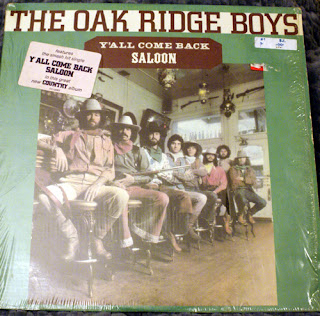 THE OAK RIDGE BOYS
Y'ALL COME BACK
SALOON
features
the smash hit single
Y'ALL COME BACK
SALOON
in this great
new COUNTRY album